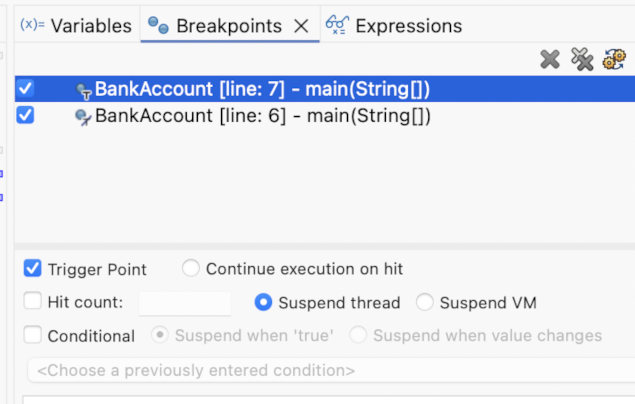 (x)= Variables Breakpoints Expressions
BankAccount [line: 7] - main(String[])
BankAccount [line: 6] - main(String[])
Trigger Point Continue execution on hit
Hit count: Suspend thread Suspend VM
Conditional Suspend when 'true' Suspend when value changes
<Choose a previously entered condition>